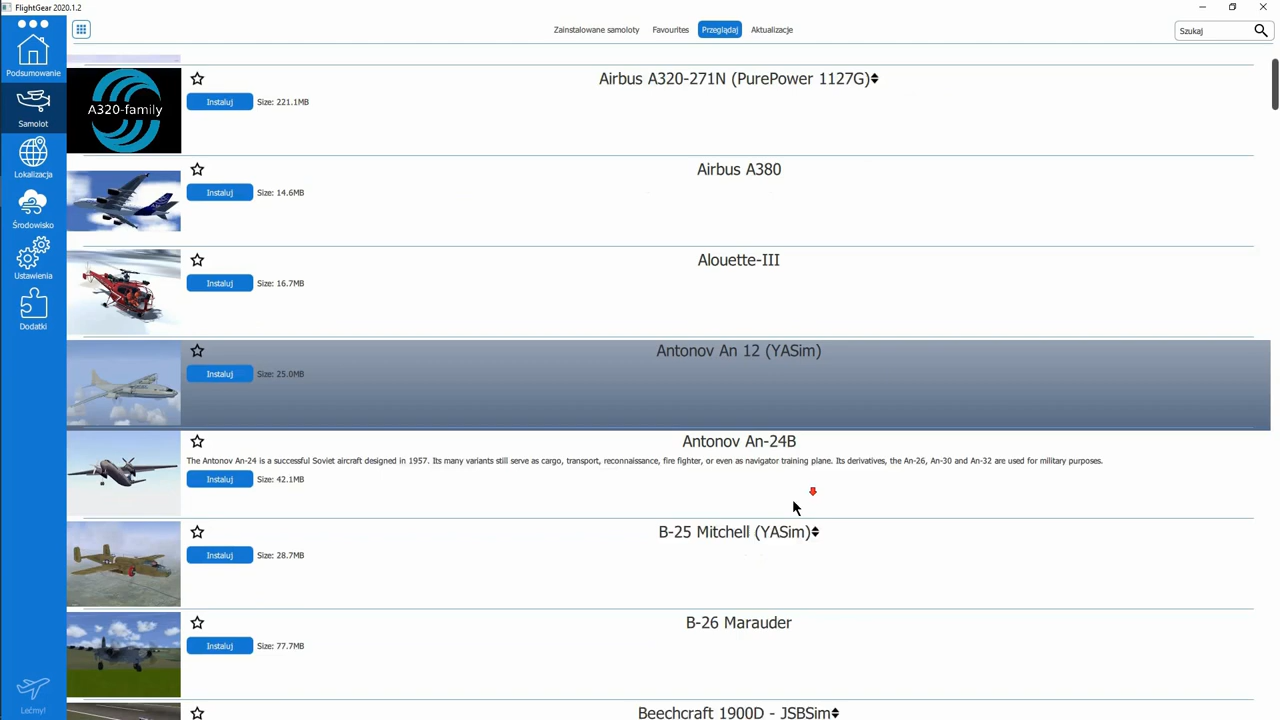 FlightGear 2020.1.2
Zainstalowane samoloty
Favourites
Przeglądaj
Aktualizacje
Szukaj
Podsumowanie
Samolot
Lokalizacja
Środowisko
Ustawienia
Dodatki
Lećmy!
A320-family
Airbus A320-271N (PurePower 1127G)
Instaluj
Size: 221.1MB
Airbus A380
Instaluj
Size: 14.6MB
Alouette-III
Instaluj
Size: 16.7MB
Antonov An 12 (YASim)
Instaluj
Size: 25.0MB
Antonov An-24B
The Antonov An-24 is a successful Soviet aircraft designed in 1957. Its many variants still serve as cargo, transport, reconnaissance, fire fighter, or even as navigator training plane. Its derivatives, the An-26, An-30 and An-32 are used for military purposes.
Instaluj
Size: 42.1MB
B-25 Mitchell (YASim)
Instaluj
Size: 28.7MB
B-26 Marauder
Instaluj
Size: 77.7MB
Beechcraft 1900D - JSBSim